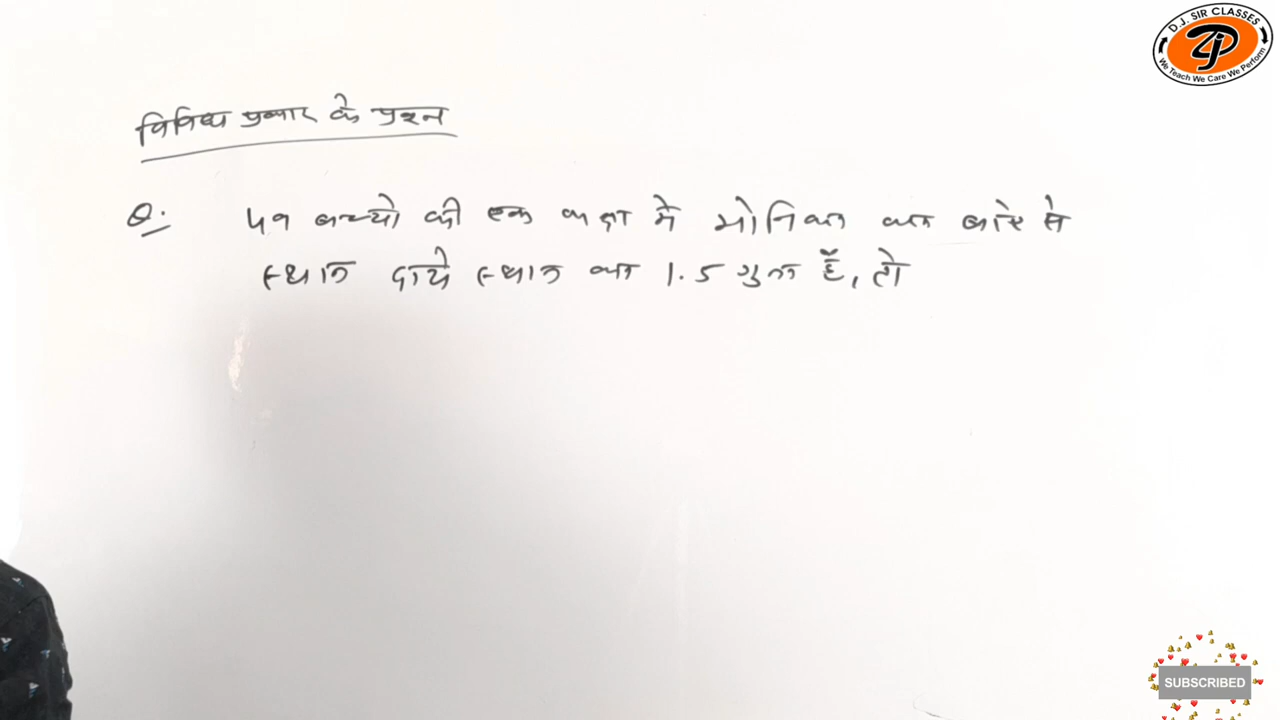 D.J. SIR CLASSES
We Teach We Care We Perform
विविध प्रकार के प्रश्न
Q. 49 बच्चो की एक कक्षा में मोनिका का बांए से
स्थान दाये स्थान का 1.5 गुना हैं, तो
SUBSCRIBED